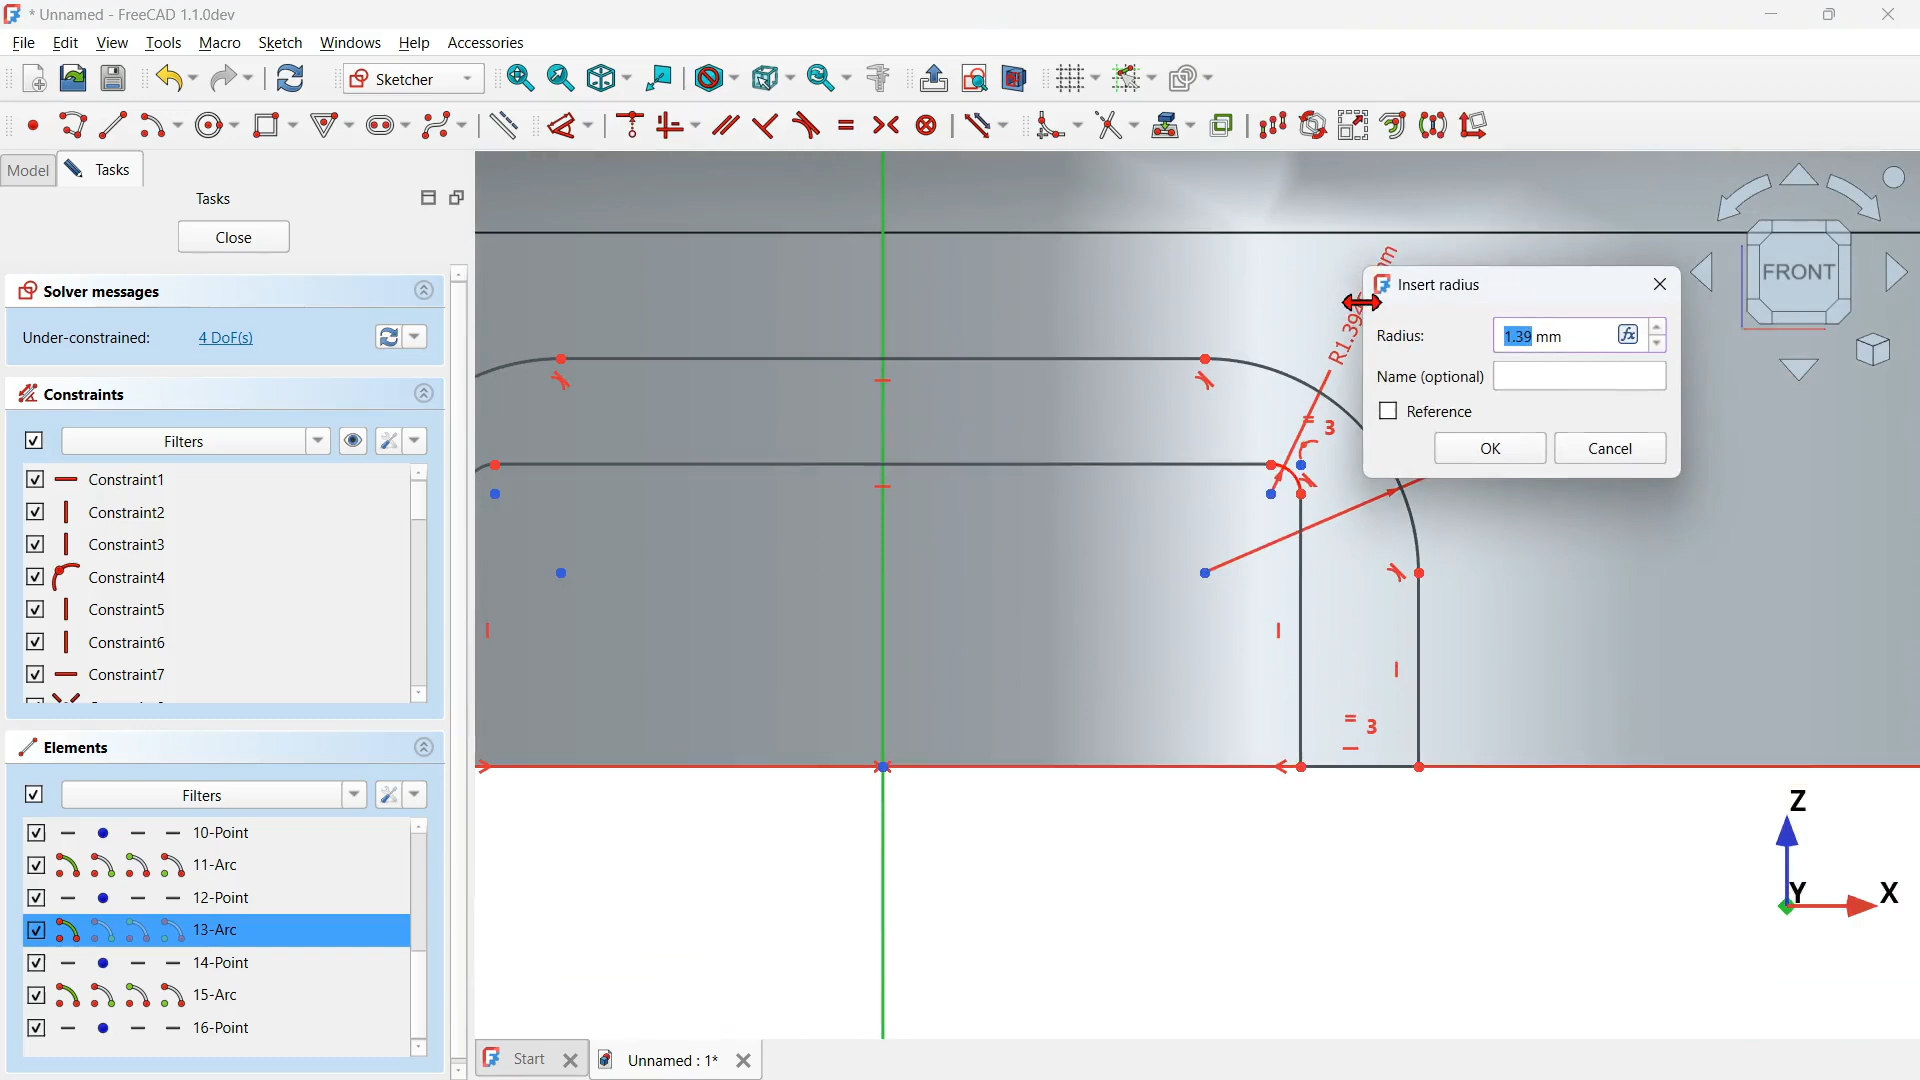 * Unnamed - FreeCAD 1.1.0dev
File Edit View Tools Macro Sketch Windows Help Accessories
Sketcher
Model Tasks
Tasks
Close
Solver messages
Under-constrained: 4 DoF(s)
Constraints
Filters
Constraint1
Constraint2
Constraint3
Constraint4
Constraint5
Constraint6
Constraint7
Elements
Filters
10-Point
11-Arc
12-Point
13-Arc
14-Point
15-Arc
16-Point
FRONT
Insert radius
Radius: 1.39 mm fx
Name (optional)
Reference
OK Cancel
3
3
Z
Y
X
Start Unnamed : 1*